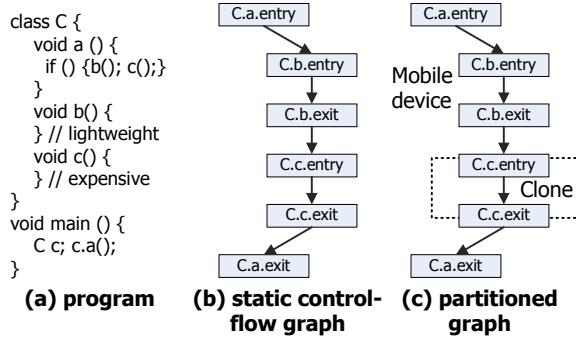 class C {
void a () {
if () {b(); c();}
}
void b() {
} // lightweight
void c() {
} // expensive
}
void main () {
C c; c.a();
}
(a) program
C.a.entry
C.b.entry
C.b.exit
C.c.entry
C.c.exit
C.a.exit
(b) static control-
flow graph
C.a.entry
C.b.entry
Mobile
device
C.b.exit
C.c.entry
Clone
C.c.exit
C.a.exit
(c) partitioned
graph